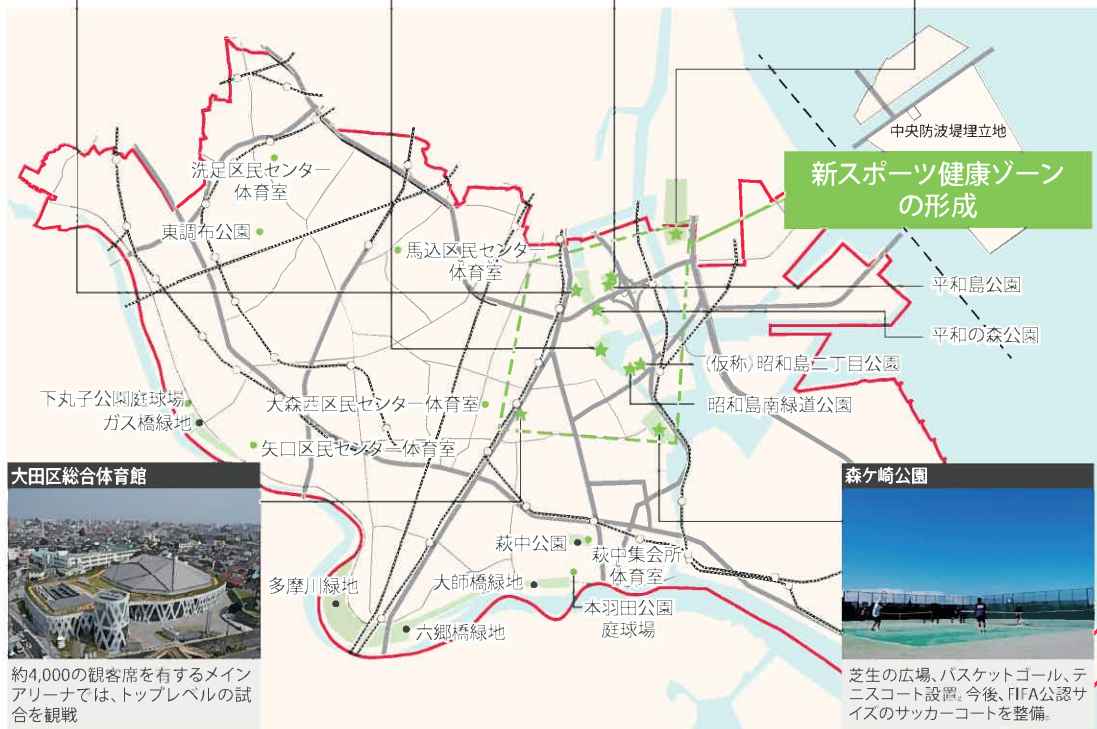 中央防波堤埋立地
新スポーツ健康ゾーン
の形成
洗足区民センター
体育室
東調布公園
馬込区民センター
体育室
平和島公園
平和の森公園
(仮称)昭和島二丁目公園
昭和島南緑道公園
下丸子公園庭球場
ガス橋緑地
大森西区民センター体育室
矢口区民センター体育室
大田区総合体育館
約4,000の観客席を有するメイン
アリーナでは、トップレベルの試
合を観戦
森ケ崎公園
芝生の広場、バスケットゴール、テ
ニスコート設置。今後、FIFA公認サ
イズのサッカーコートを整備。
萩中公園
萩中集会所
体育室
多摩川緑地
大師橋緑地
本羽田公園
庭球場
六郷橋緑地